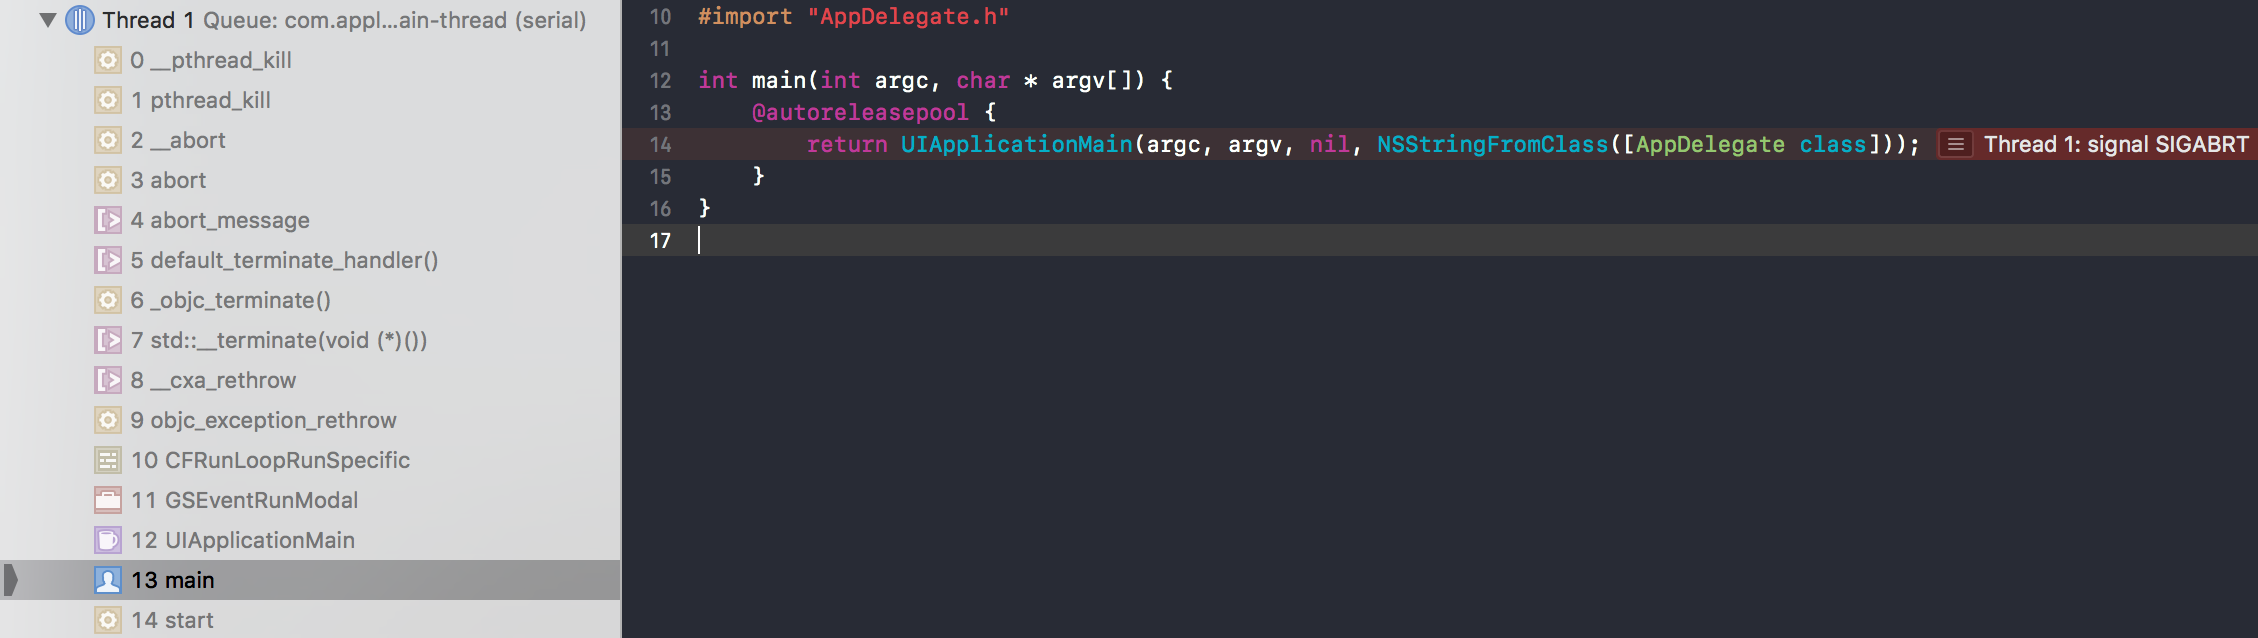 Thread 1 Queue: com.appl...ain-thread (serial)
0 __pthread_kill
1 pthread_kill
2 __abort
3 abort
4 abort_message
5 default_terminate_handler()
6 _objc_terminate()
7 std::__terminate(void (*)())
8 __cxa_rethrow
9 objc_exception_rethrow
10 CFRunLoopRunSpecific
11 GSEventRunModal
12 UIApplicationMain
13 main
14 start
10 #import "AppDelegate.h"
11
12 int main(int argc, char * argv[]) {
13     @autoreleasepool {
14         return UIApplicationMain(argc, argv, nil, NSStringFromClass([AppDelegate class])); Thread 1: signal SIGABRT
15     }
16 }
17